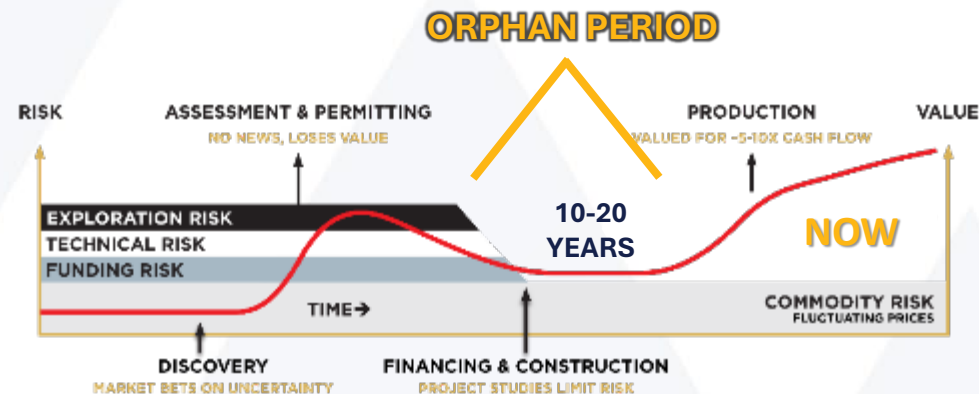 ORPHAN PERIOD
RISK
ASSESSMENT & PERMITTING
NO NEWS, LOSES VALUE
PRODUCTION
VALUED FOR ~5-10X CASH FLOW
VALUE
EXPLORATION RISK
TECHNICAL RISK
FUNDING RISK
10-20
YEARS
NOW
TIME→
COMMODITY RISK
FLUCTUATING PRICES
DISCOVERY
MARKET BETS ON UNCERTAINTY
FINANCING & CONSTRUCTION
PROJECT STUDIES LIMIT RISK